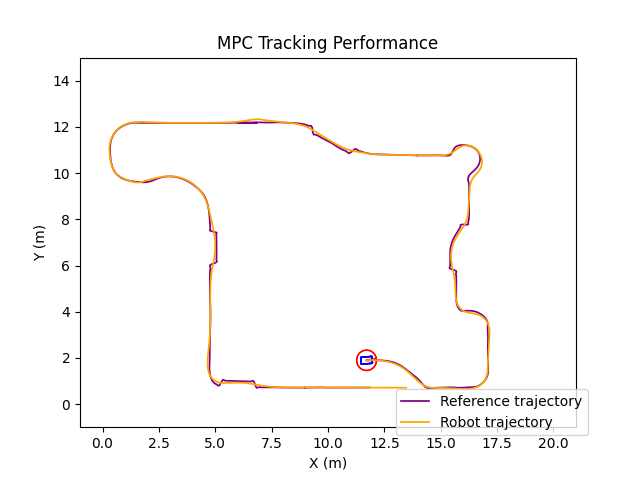 MPC Tracking Performance
Y (m)
14
12
10
8
6
4
2
0
0.0 2.5 5.0 7.5 10.0 12.5 15.0 17.5 20.0
X (m)
Reference trajectory
Robot trajectory